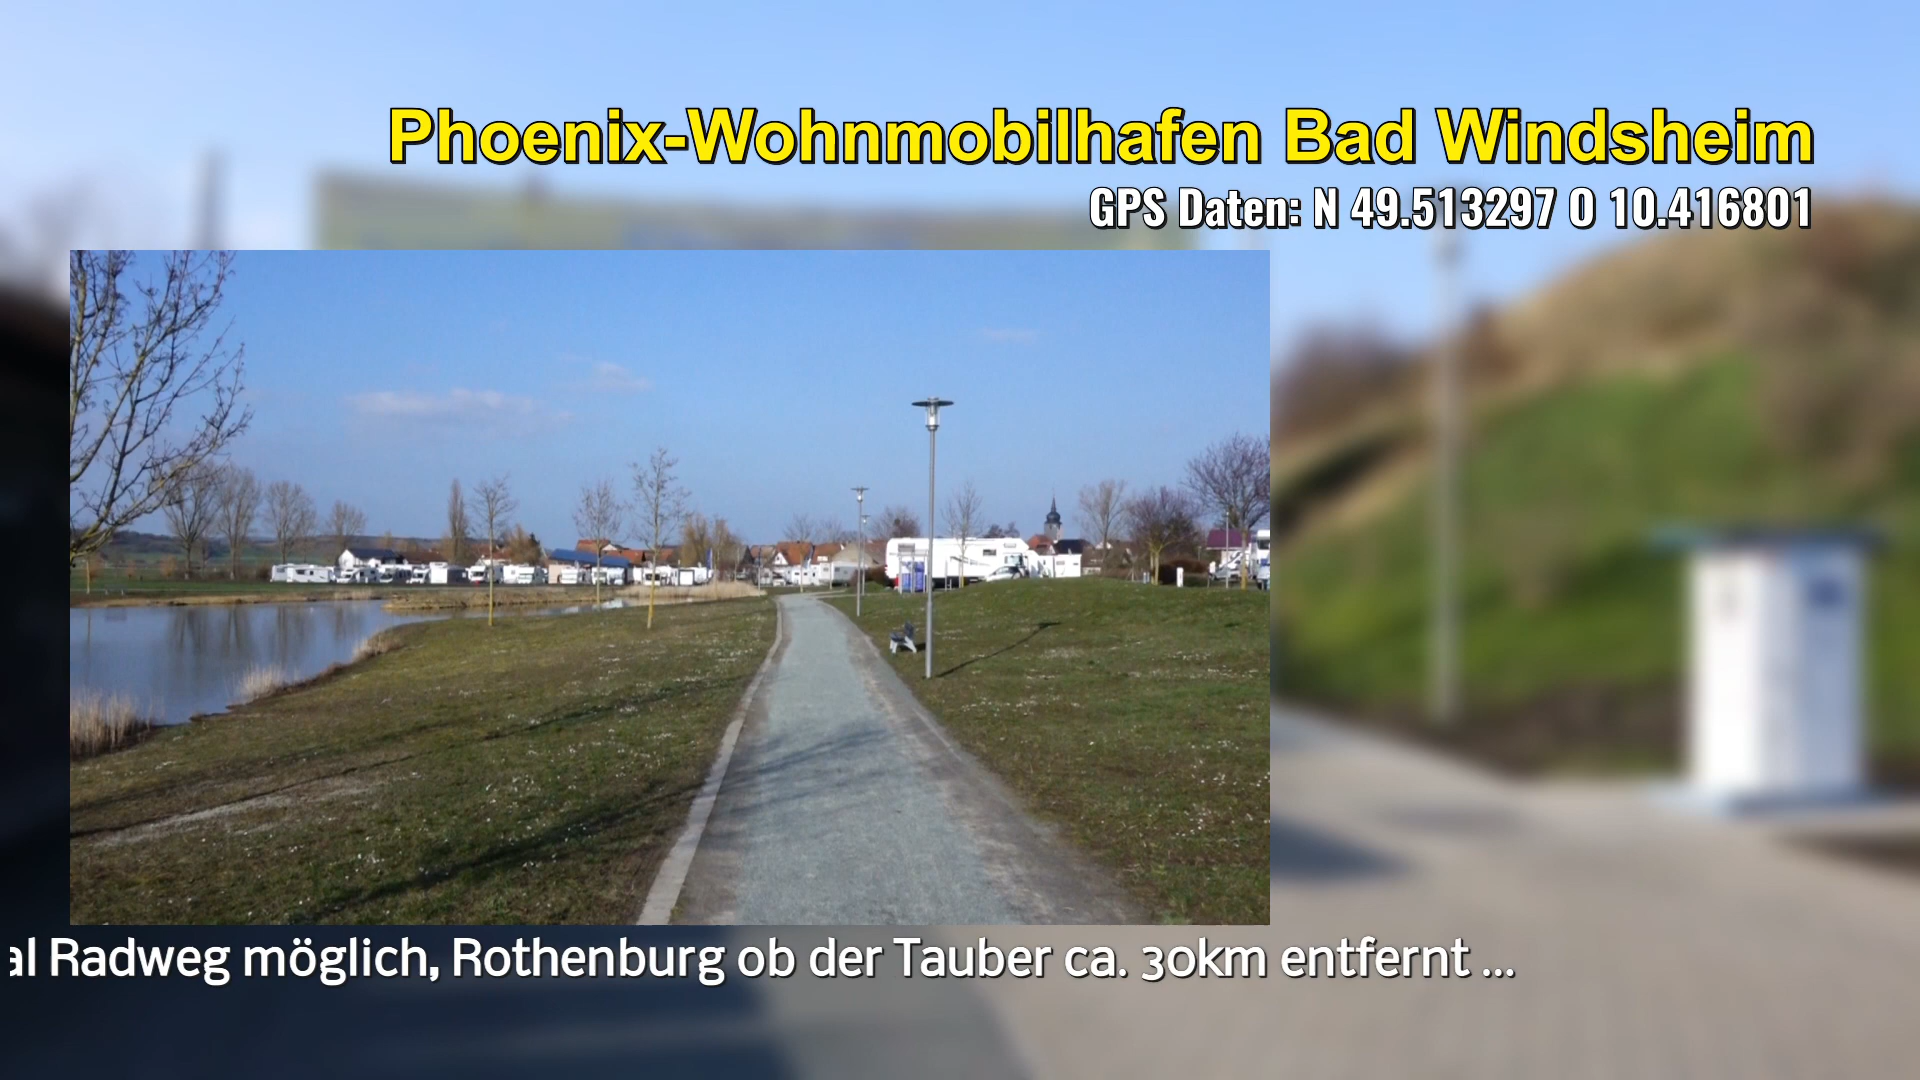 Phoenix-Wohnmobilhafen Bad Windsheim
GPS Daten: N 49.513297 O 10.416801
al Radweg möglich, Rothenburg ob der Tauber ca. 30km entfernt ...